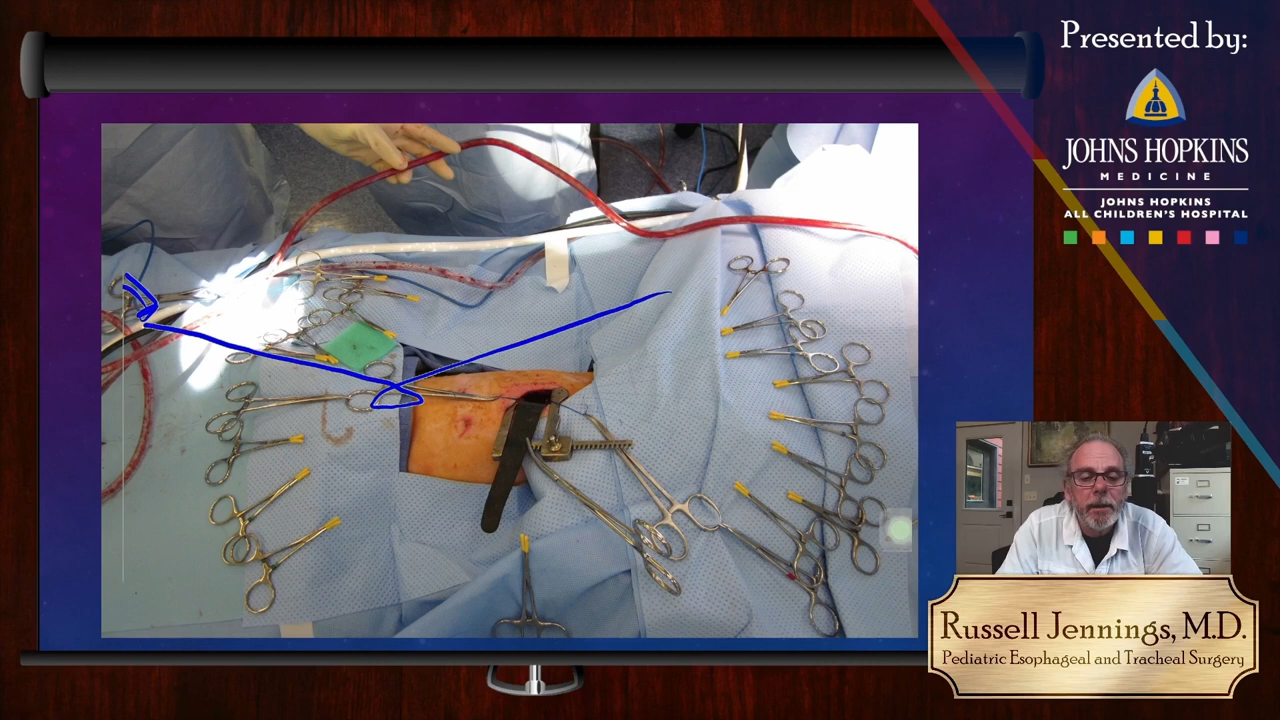 Presented by:
JOHNS HOPKINS
MEDICINE
JOHNS HOPKINS
ALL CHILDREN'S HOSPITAL
Russell Jennings, M.D.
Pediatric Esophageal and Tracheal Surgery